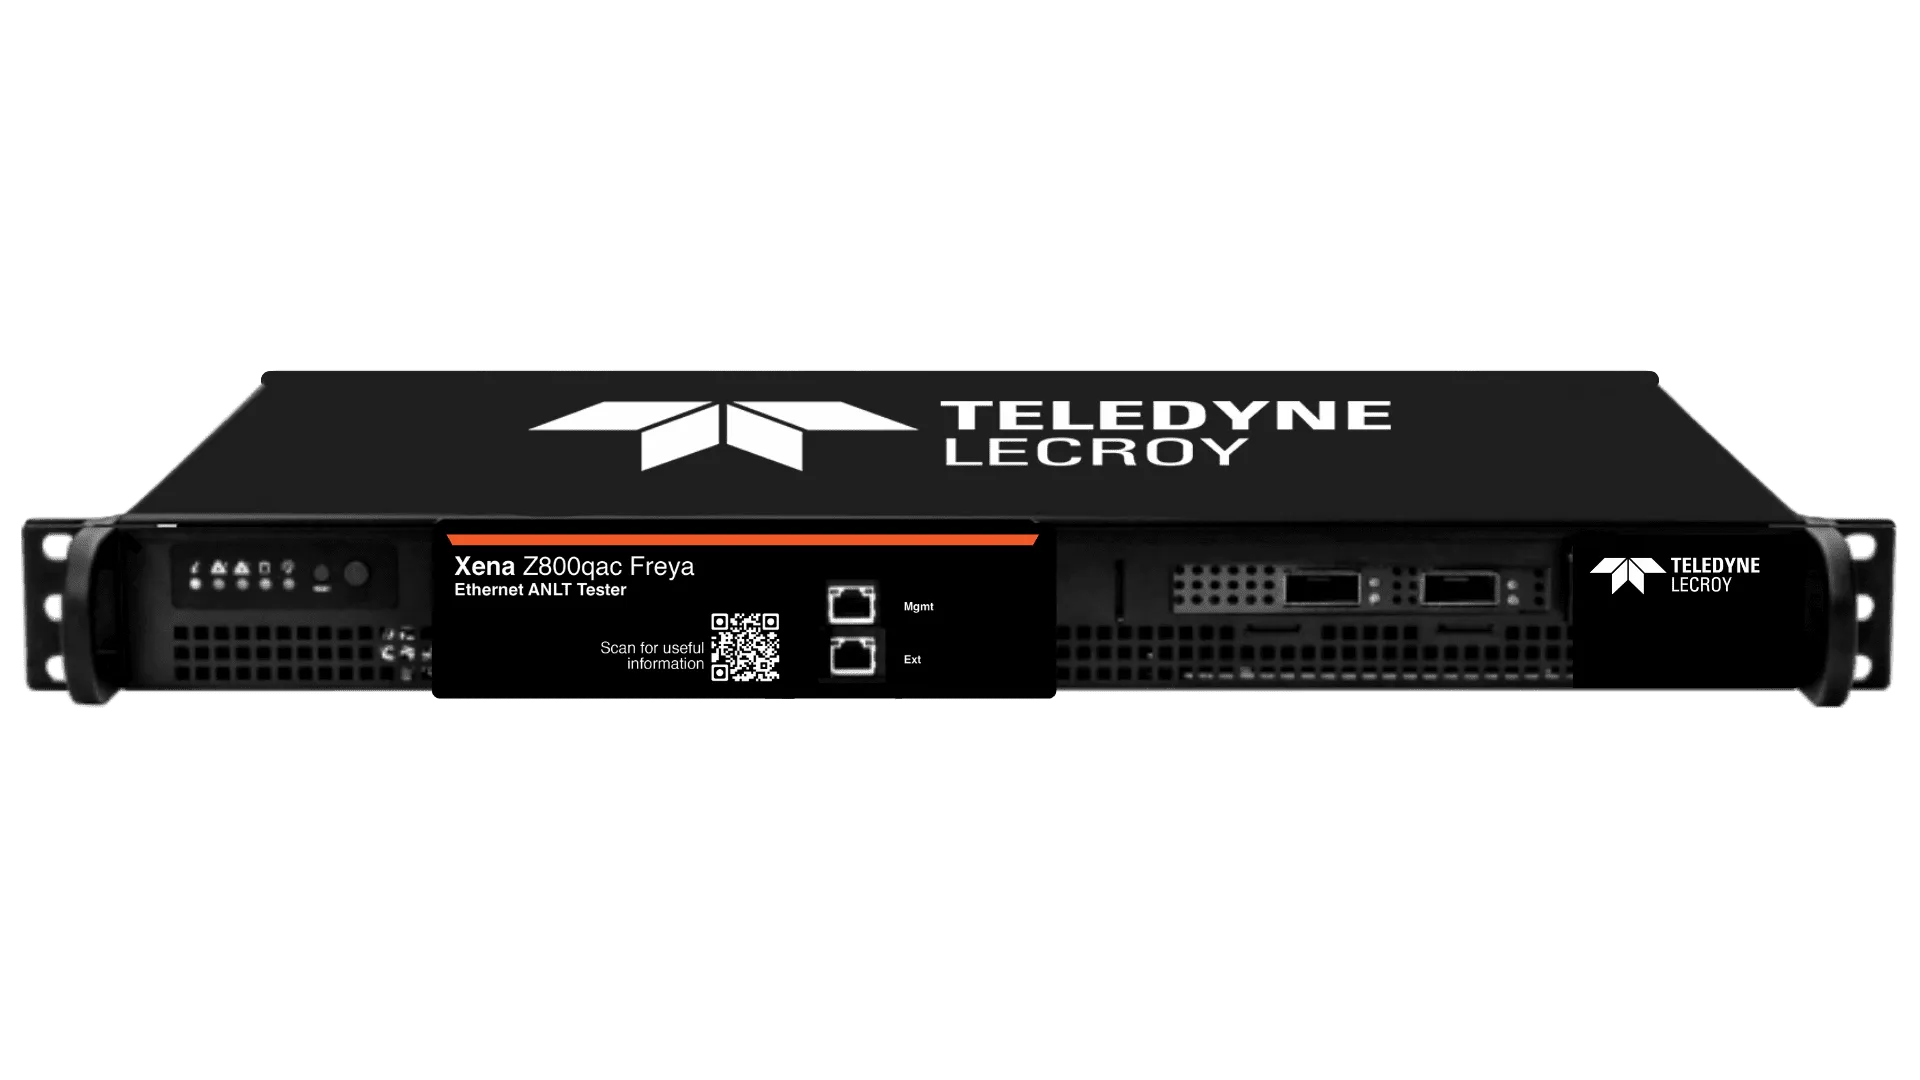 TELEDYNE
LECROY
Xena Z800qac Freya
Ethernet ANLT Tester
Scan for useful
information
Mgmt
Ext
TELEDYNE
LECROY